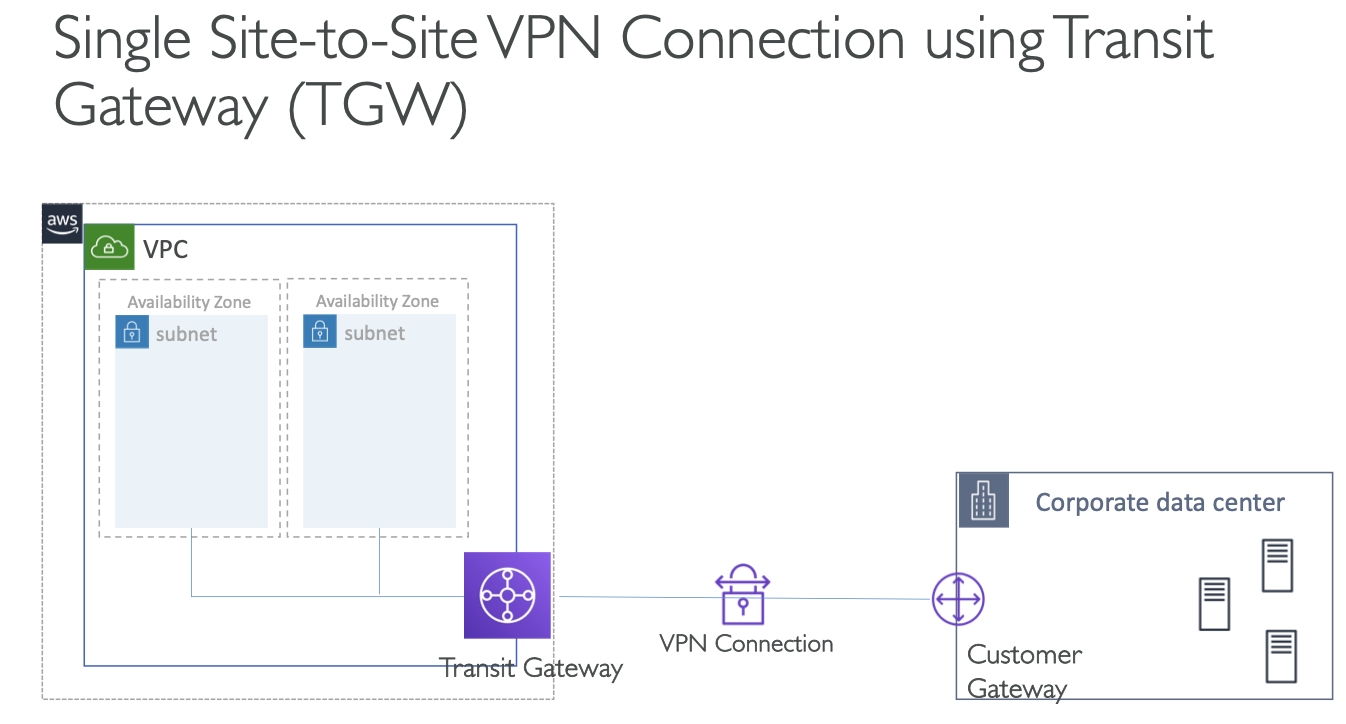 Single Site-to-Site VPN Connection using Transit
Gateway (TGW)
aws
VPC
Availability Zone
Availability Zone
subnet
subnet
Corporate data center
VPN Connection
Transit Gateway
Customer
Gateway